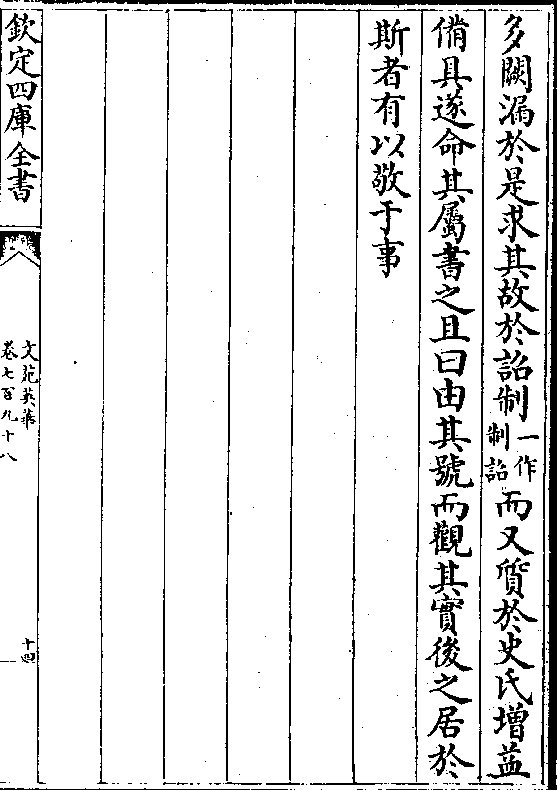 多闕漏於是求其故於詔制一作制詔而又質於史氏增益
備具遂命其屬書之且曰由其號而觀其實後之居於
斯者有以敬于事
欽定四庫全書
文苑英華
卷七百九十八
十四